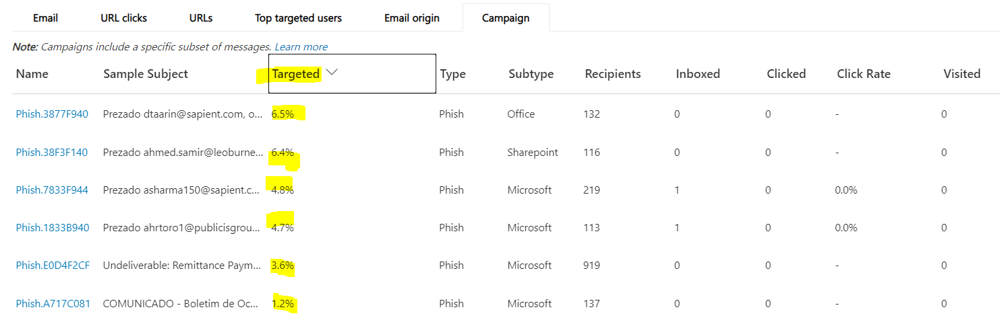 Email URL clicks URLs Top targeted users Email origin Campaign
Note: Campaigns include a specific subset of messages. Learn more
Name Sample Subject Targeted Type Subtype Recipients Inboxed Clicked Click Rate Visited
Phish.3877F940 Prezado dtaarin@sapient.com, o... 6.5% Phish Office 132 0 0 - 0
Phish.38F3F140 Prezado ahmed.samir@leoburne... 6.4% Phish Sharepoint 116 0 0 - 0
Phish.7833F944 Prezado asharma150@sapient.c... 4.8% Phish Microsoft 219 1 0 0.0% 0
Phish.1833B940 Prezado ahrtoro1@publicisgrou... 4.7% Phish Microsoft 113 1 0 0.0% 0
Phish.E0D4F2CF Undeliverable: Remittance Paym... 3.6% Phish Microsoft 919 0 0 - 0
Phish.A717C081 COMUNICADO - Boletim de Oc... 1.2% Phish Microsoft 137 0 0 - 0